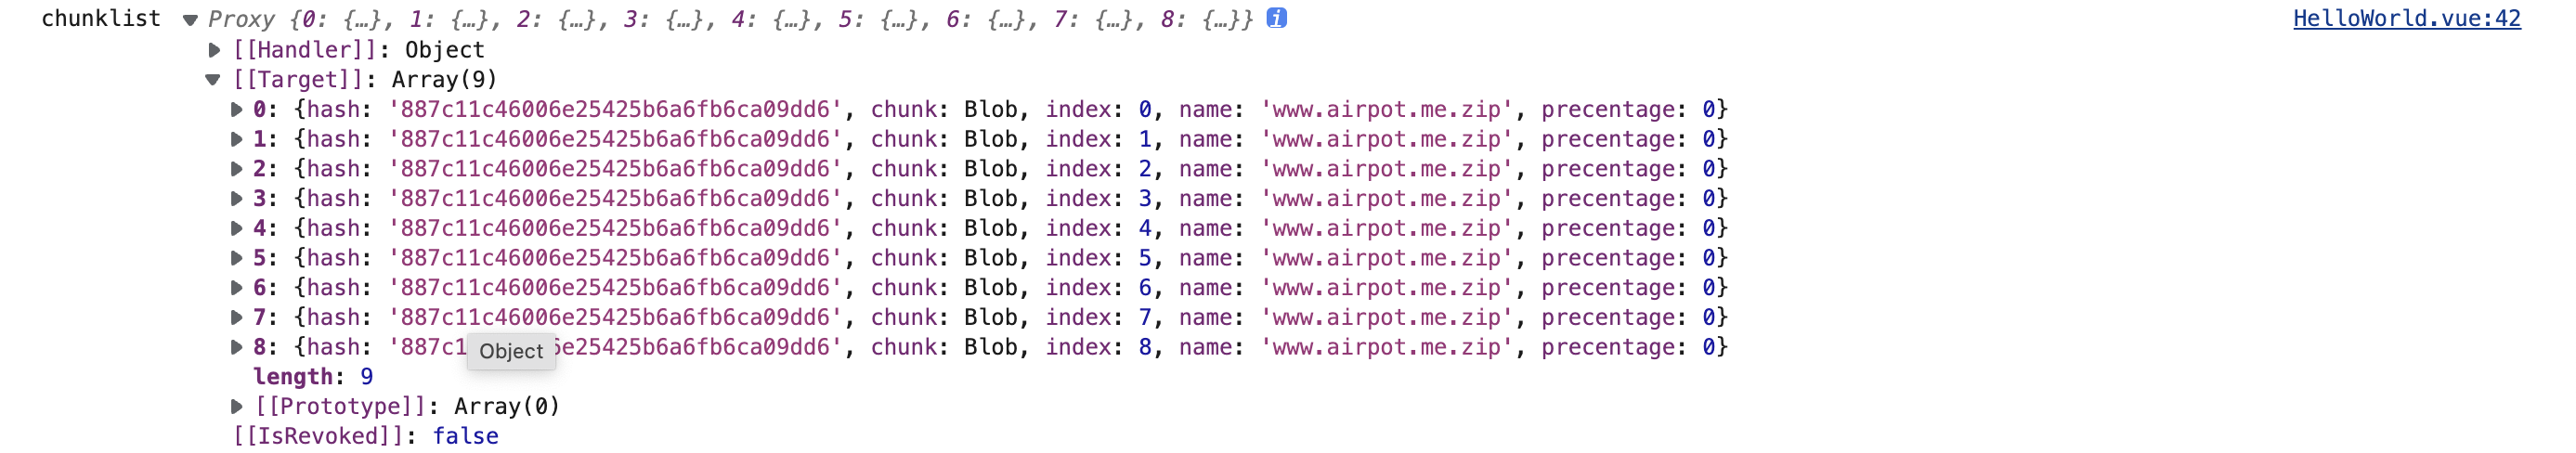 chunklist ▼ Proxy {0: {…}, 1: {…}, 2: {…}, 3: {…}, 4: {…}, 5: {…}, 6: {…}, 7: {…}, 8: {…}} i HelloWorld.vue:42
▶ [[Handler]]: Object
▼ [[Target]]: Array(9)
▶ 0: {hash: '887c11c46006e25425b6a6fb6ca09dd6', chunk: Blob, index: 0, name: 'www.airpot.me.zip', precentage: 0}
▶ 1: {hash: '887c11c46006e25425b6a6fb6ca09dd6', chunk: Blob, index: 1, name: 'www.airpot.me.zip', precentage: 0}
▶ 2: {hash: '887c11c46006e25425b6a6fb6ca09dd6', chunk: Blob, index: 2, name: 'www.airpot.me.zip', precentage: 0}
▶ 3: {hash: '887c11c46006e25425b6a6fb6ca09dd6', chunk: Blob, index: 3, name: 'www.airpot.me.zip', precentage: 0}
▶ 4: {hash: '887c11c46006e25425b6a6fb6ca09dd6', chunk: Blob, index: 4, name: 'www.airpot.me.zip', precentage: 0}
▶ 5: {hash: '887c11c46006e25425b6a6fb6ca09dd6', chunk: Blob, index: 5, name: 'www.airpot.me.zip', precentage: 0}
▶ 6: {hash: '887c11c46006e25425b6a6fb6ca09dd6', chunk: Blob, index: 6, name: 'www.airpot.me.zip', precentage: 0}
▶ 7: {hash: '887c11c46006e25425b6a6fb6ca09dd6', chunk: Blob, index: 7, name: 'www.airpot.me.zip', precentage: 0}
▶ 8: {hash: '887c1 Object 6e25425b6a6fb6ca09dd6', chunk: Blob, index: 8, name: 'www.airpot.me.zip', precentage: 0}
length: 9
▶ [[Prototype]]: Array(0)
[[IsRevoked]]: false